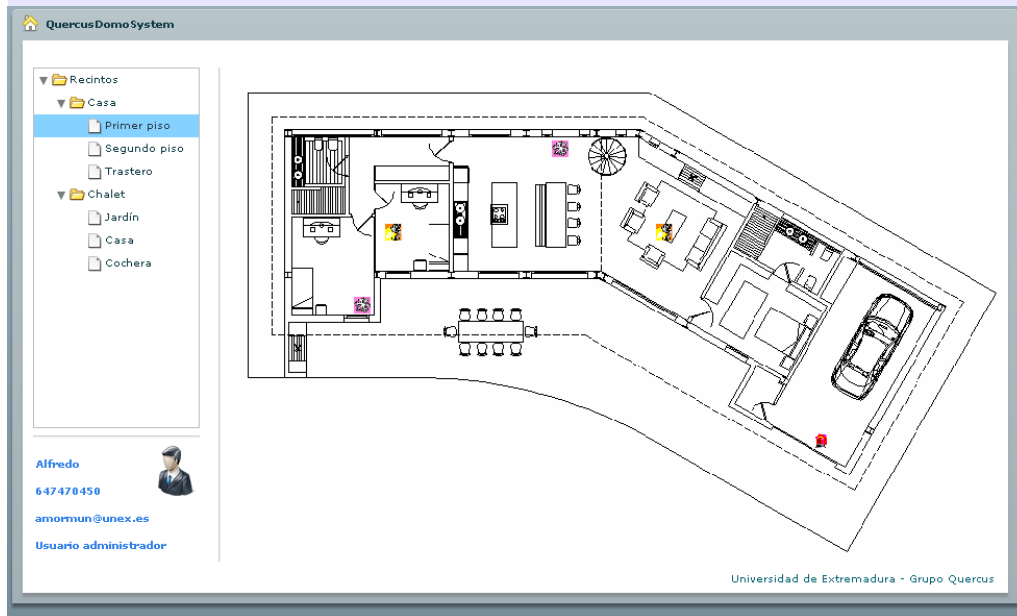 QuercusDomoSystem
Recintos
Casa
Primer piso
Segundo piso
Trastero
Chalet
Jardín
Casa
Cochera
Alfredo
647470450
amormun@unex.es
Usuario administrador
Universidad de Extremadura - Grupo Quercus